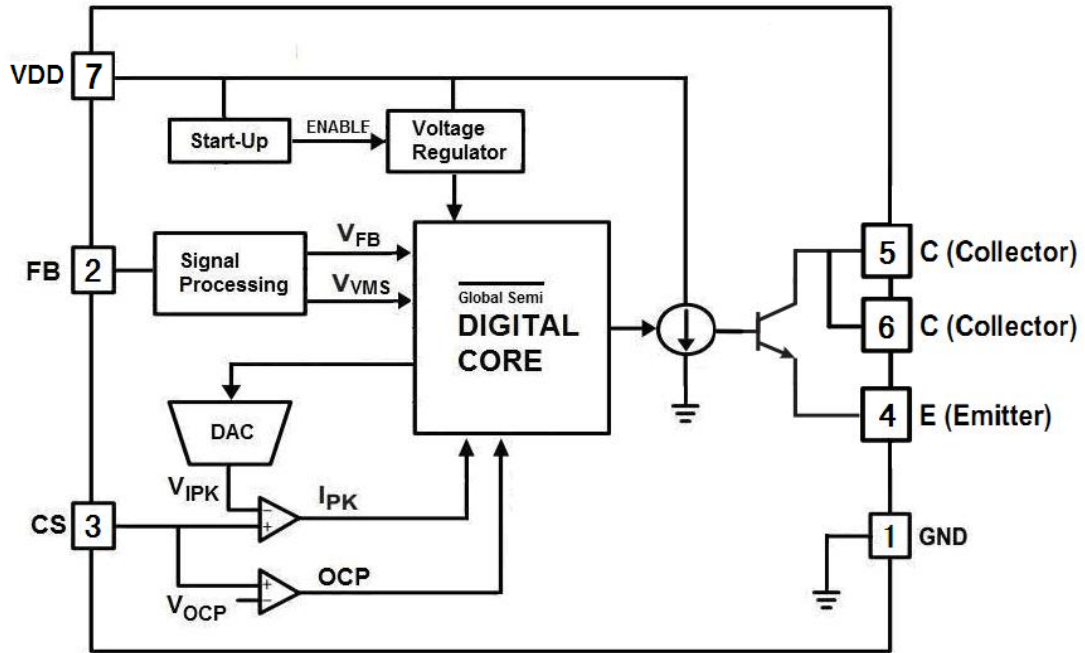 VDD 7
Start-Up
ENABLE
Voltage
Regulator
FB 2
Signal
Processing
VFB
VVMS
Global Semi
DIGITAL
CORE
5 C (Collector)
6 C (Collector)
4 E (Emitter)
DAC
VIPK
CS 3
−
+
IPK
1 GND
+
−
OCP
VOCP